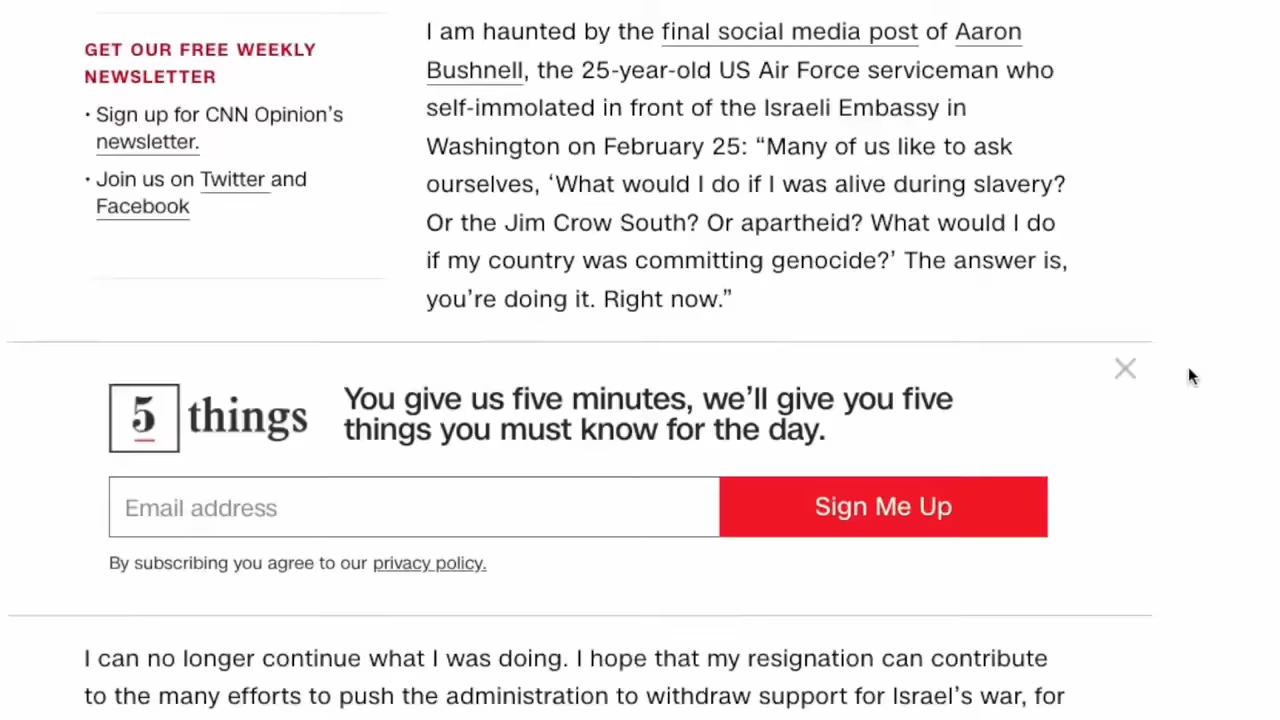 GET OUR FREE WEEKLY
NEWSLETTER
• Sign up for CNN Opinion’s
newsletter.
• Join us on Twitter and
Facebook
I am haunted by the final social media post of Aaron
Bushnell, the 25-year-old US Air Force serviceman who
self-immolated in front of the Israeli Embassy in
Washington on February 25: “Many of us like to ask
ourselves, ‘What would I do if I was alive during slavery?
Or the Jim Crow South? Or apartheid? What would I do
if my country was committing genocide?’ The answer is,
you’re doing it. Right now.”
5 things
You give us five minutes, we’ll give you five
things you must know for the day.
Email address
Sign Me Up
By subscribing you agree to our privacy policy.
I can no longer continue what I was doing. I hope that my resignation can contribute
to the many efforts to push the administration to withdraw support for Israel’s war, for